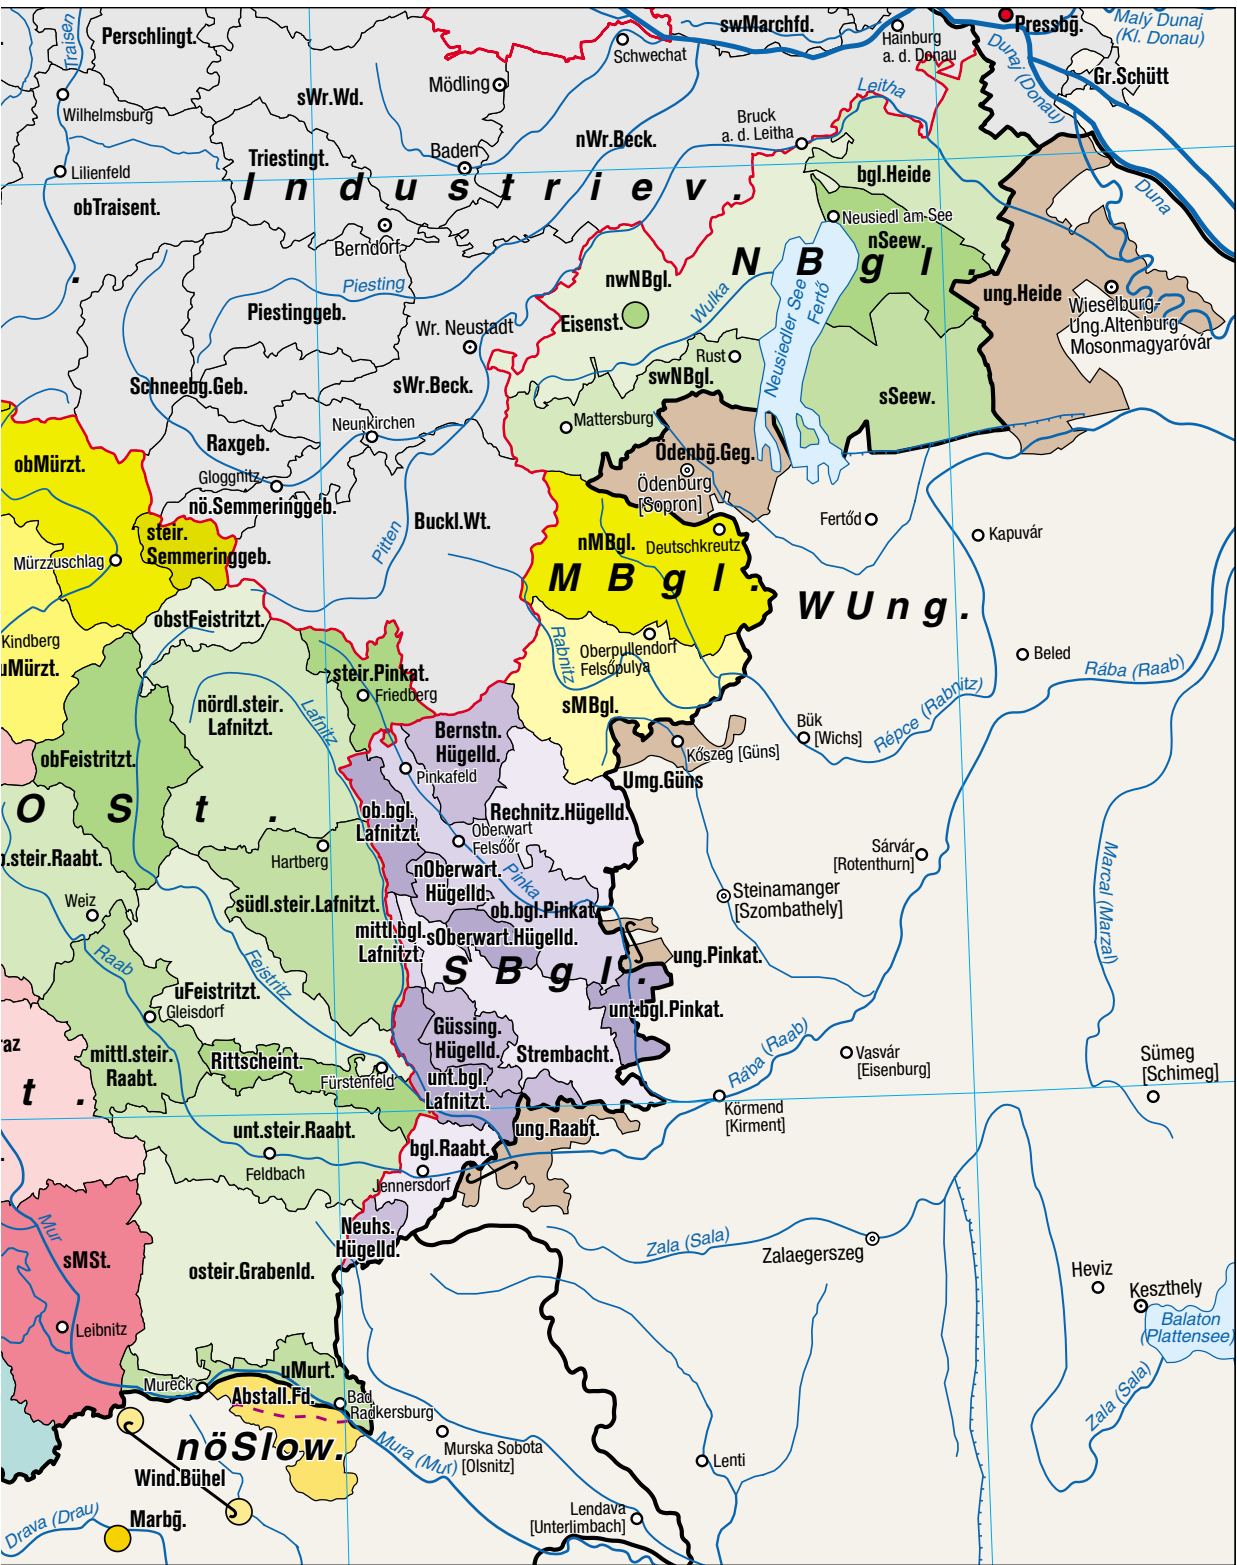 Perschlingt.
swMarchfd.
Pressbg̅.
Malý Dunaj
(Kl. Donau)
Traisen
Schwechat
Hainburg
a. d. Donau
Dunaj (Donau)
Gr.Schütt
Mödling
sWr.Wd.
Wilhelmsburg
Leitha
Bruck
a. d. Leitha
nWr.Beck.
Baden
Triestingt.
Lilienfeld
bgl.Heide
Industriev.
obTraisent.
Duna
Neusiedl am See
nSeew.
Berndorf
NBgl.
nwNBgl.
Piesting
ung.Heide
Wieselburg-
Ung.Altenburg
Mosonmagyaróvár
Piestinggeb.
Eisenst.
Wulka
Neusiedler See
Fertő
Wr. Neustadt
Rust
swNBgl.
Schneebg.Geb.
sWr.Beck.
sSeew.
Mattersburg
Neunkirchen
Raxgeb.
Ödenbg̅.Geg.
obMürzt.
Gloggnitz
Ödenburg
[Sopron]
nö.Semmeringgeb.
Buckl.Wt.
Fertőd
Kapuvár
steir.
Semmeringgeb.
Pitten
nMBgl.
Deutschkreutz
Mürzzuschlag
MBgl.
WUng.
obstFeistritzt.
Kindberg
uMürzt.
Rabnitz
Oberpullendorf
Felsőpulya
Beled
Rába (Raab)
steir.Pinkat.
Friedberg
nördl.steir.
Lafnitzt.
Lafnitz
sMBgl.
Répce (Rabnitz)
Bük
[Wichs]
Bernstn.
Hügelld.
Kőszeg [Güns]
obFeistritzt.
Pinkafeld
Umg.Güns
OSt.
ob.bgl.
Lafnitzt.
Rechnitz.Hügelld.
Oberwart
Felsőőr
Hartberg
Sárvár
[Rotenthurn]
.steir.Raabt.
nOberwart.
Hügelld.
Pinka
Marcal (Marzal)
Steinamanger
[Szombathely]
Weiz
südl.steir.Lafnitzt.
ob.bgl.Pinkat.
mittl.bgl.
Lafnitzt.
sOberwart.Hügelld.
Raab
Feistritz
SBgl.
ung.Pinkat.
uFeistritzt.
Gleisdorf
unt.bgl.Pinkat.
Güssing.
Hügelld.
Strembacht.
az
mittl.steir.
Raabt.
Rittscheint.
Fürstenfeld
Rába (Raab)
Vasvár
[Eisenburg]
Sümeg
[Schimeg]
t.
unt.bgl.
Lafnitzt.
Körmend
[Kirment]
unt.steir.Raabt.
ung.Raabt.
bgl.Raabt.
Feldbach
Jennersdorf
Mur
Neuhs.
Hügelld.
Zala (Sala)
Zalaegerszeg
sMSt.
osteir.Grabenld.
Heviz
Keszthely
Leibnitz
Balaton
(Plattensee)
uMurt.
Mureck
Abstall.Fd.
Bad
Radkersburg
Zala (Sala)
nöSlow.
Mura (Mur)
Murska Sobota
[Olsnitz]
Lenti
Wind.Bühel
Drava (Drau)
Marbg̅.
Lendava
[Unterlimbach]